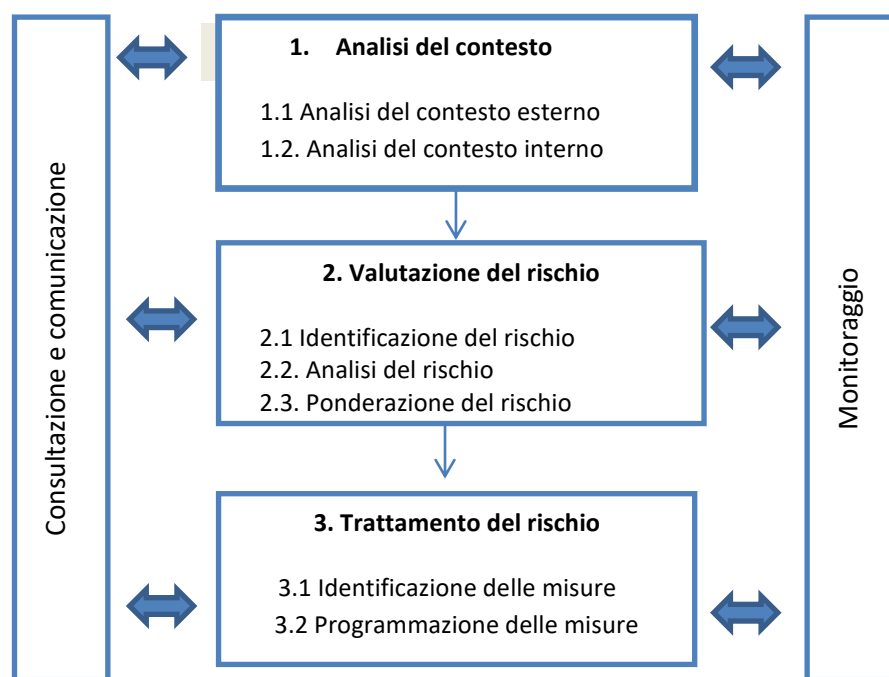 Consultazione e comunicazione
1. Analisi del contesto
1.1 Analisi del contesto esterno
1.2. Analisi del contesto interno
2. Valutazione del rischio
2.1 Identificazione del rischio
2.2. Analisi del rischio
2.3. Ponderazione del rischio
3. Trattamento del rischio
3.1 Identificazione delle misure
3.2 Programmazione delle misure
Monitoraggio